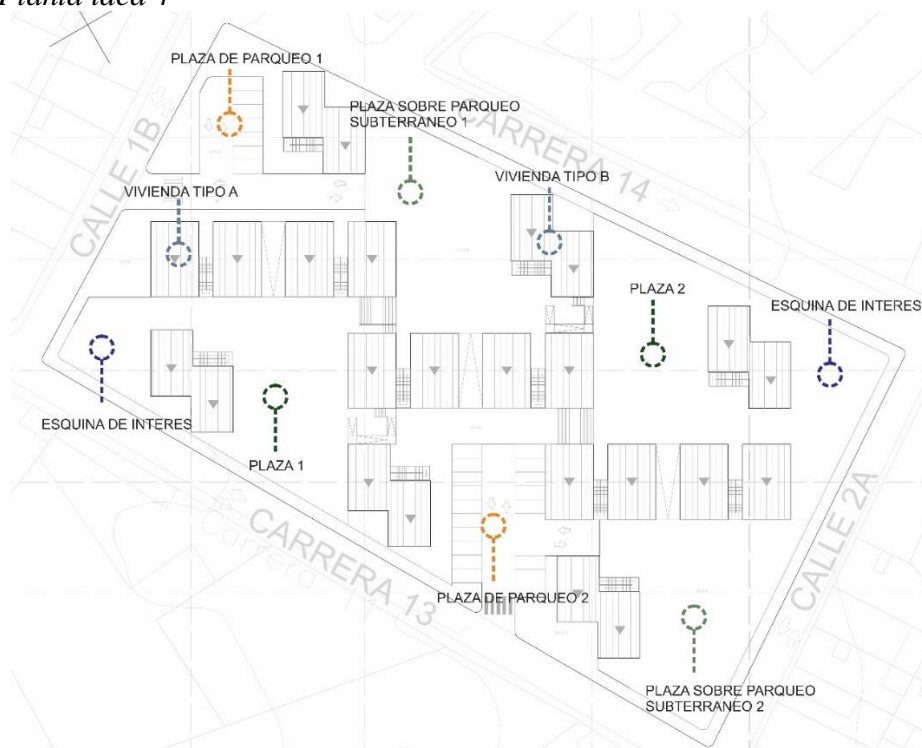 Planta idea 4
PLAZA DE PARQUEO 1
PLAZA SOBRE PARQUEO
SUBTERRANEO 1
CARRERA 14
CALLE 1B
VIVIENDA TIPO A
VIVIENDA TIPO B
PLAZA 2
ESQUINA DE INTERES
ESQUINA DE INTERES
PLAZA 1
CARRERA 13
CALLE 2A
PLAZA DE PARQUEO 2
PLAZA SOBRE PARQUEO
SUBTERRANEO 2